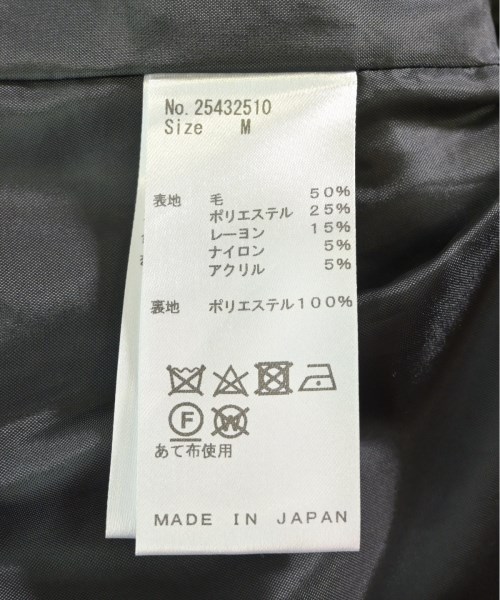 No. 25432510
Size M
表地 毛 50%
ポリエステル 25%
レーヨン 15%
ナイロン 5%
アクリル 5%
裏地 ポリエステル100%
F W
あて布使用
MADE IN JAPAN